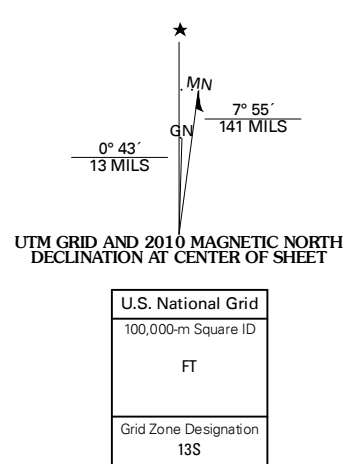 ★
MN
7° 55´
141 MILS
GN
0° 43´
13 MILS
UTM GRID AND 2010 MAGNETIC NORTH
DECLINATION AT CENTER OF SHEET
U.S. National Grid
100,000-m Square ID
FT
Grid Zone Designation
13S